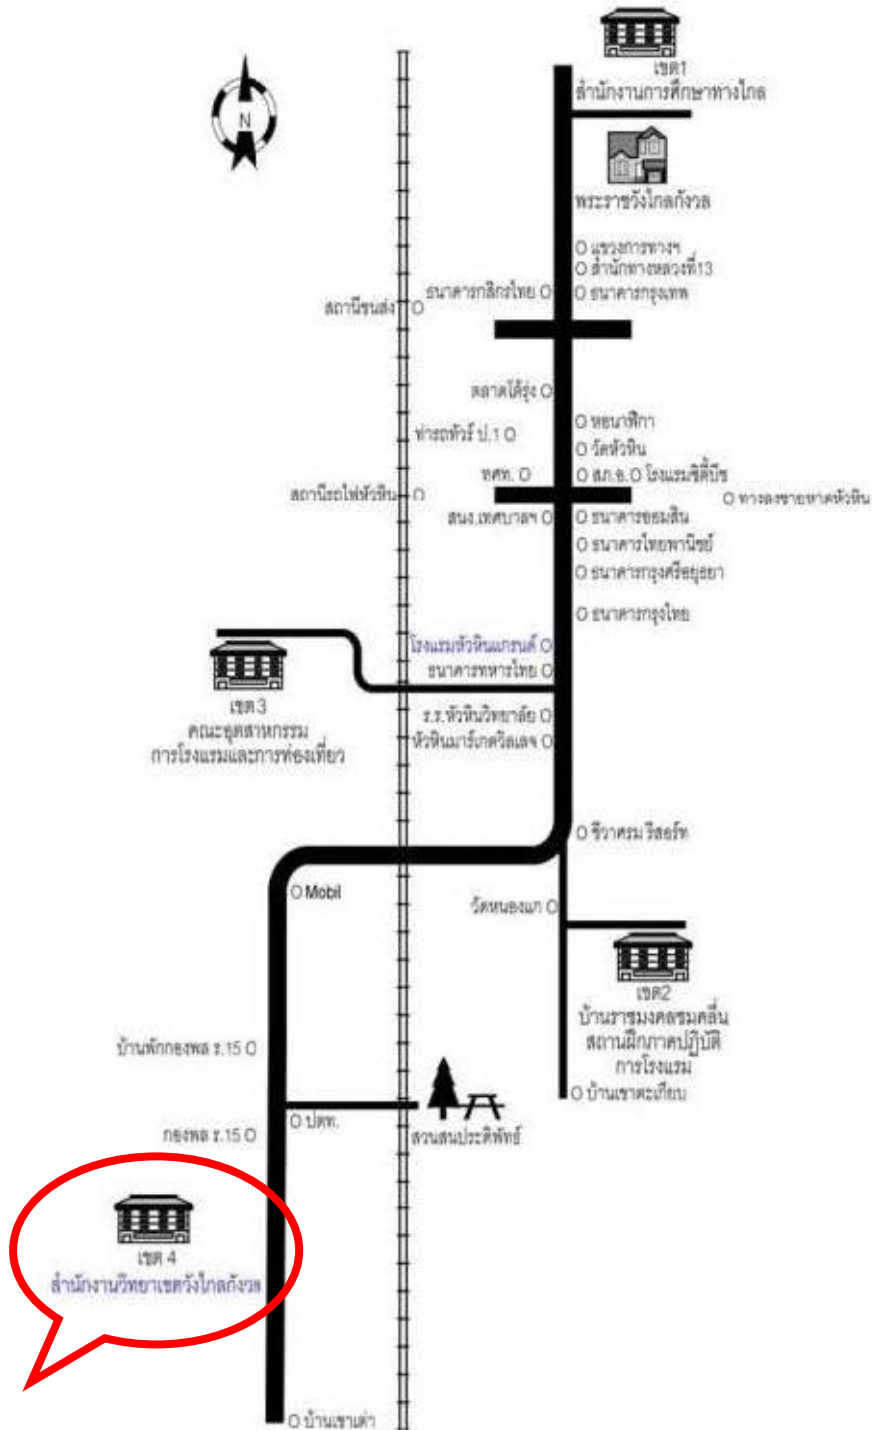 เขต1
สำนักงานการศึกษาทางไกล
N
พระราชวังไกลกังวล
แขวงการทางฯ
สำนักทางหลวงที่13
ธนาคารกสิกรไทย
ธนาคารกรุงเทพ
สถานีขนส่ง
ตลาดโต้รุ่ง
หอนาฬิกา
ท่ารถทัวร์ ป.1
วัดหัวหิน
ทศท.
สภ.อ.
โรงแรมซิตี้บีช
สถานีรถไฟหัวหิน
ทางลงชายหาดหัวหิน
สนง.เทศบาลฯ
ธนาคารออมสิน
ธนาคารไทยพานิชย์
ธนาคารกรุงศรีอยุธยา
ธนาคารกรุงไทย
โรงแรมหัวหินแกรนด์
ธนาคารทหารไทย
เขต3
คณะอุตสาหกรรม
การโรงแรมและการท่องเที่ยว
ร.ร.หัวหินวิทยาลัย
หัวหินมาร์เกตวิลเลจ
ชีวาศรม รีสอร์ท
Mobil
วัดหนองแก
เขต2
บ้านราชมงคลชมคลื่น
สถานฝึกภาคปฏิบัติ
การโรงแรม
บ้านเขาตะเกียบ
บ้านพักกองพล ร.15
ปตท.
กองพล ร.15
สวนสนประดิพัทธ์
เขต 4
สำนักงานวิทยาเขตวังไกลกังวล
บ้านเขาเต่า